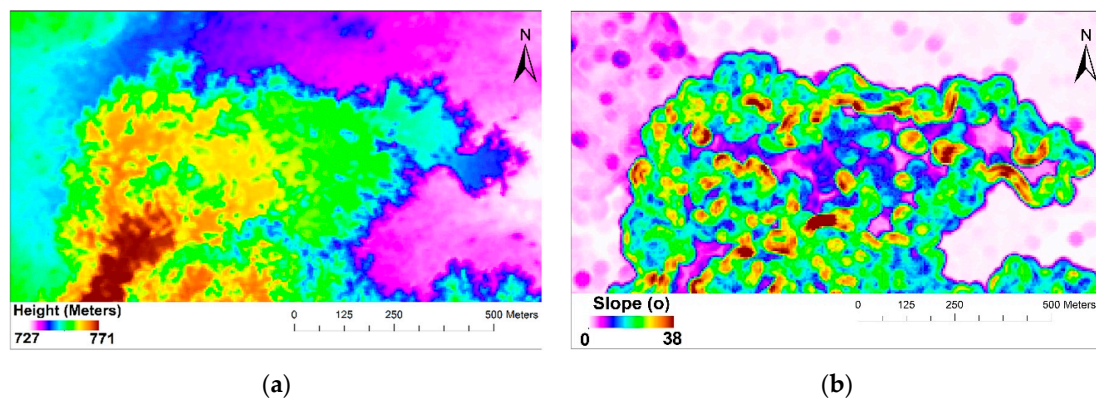 N
Height (Meters)
727 771
0 125 250 500 Meters
(a)
N
Slope (o)
0 38
0 125 250 500 Meters
(b)